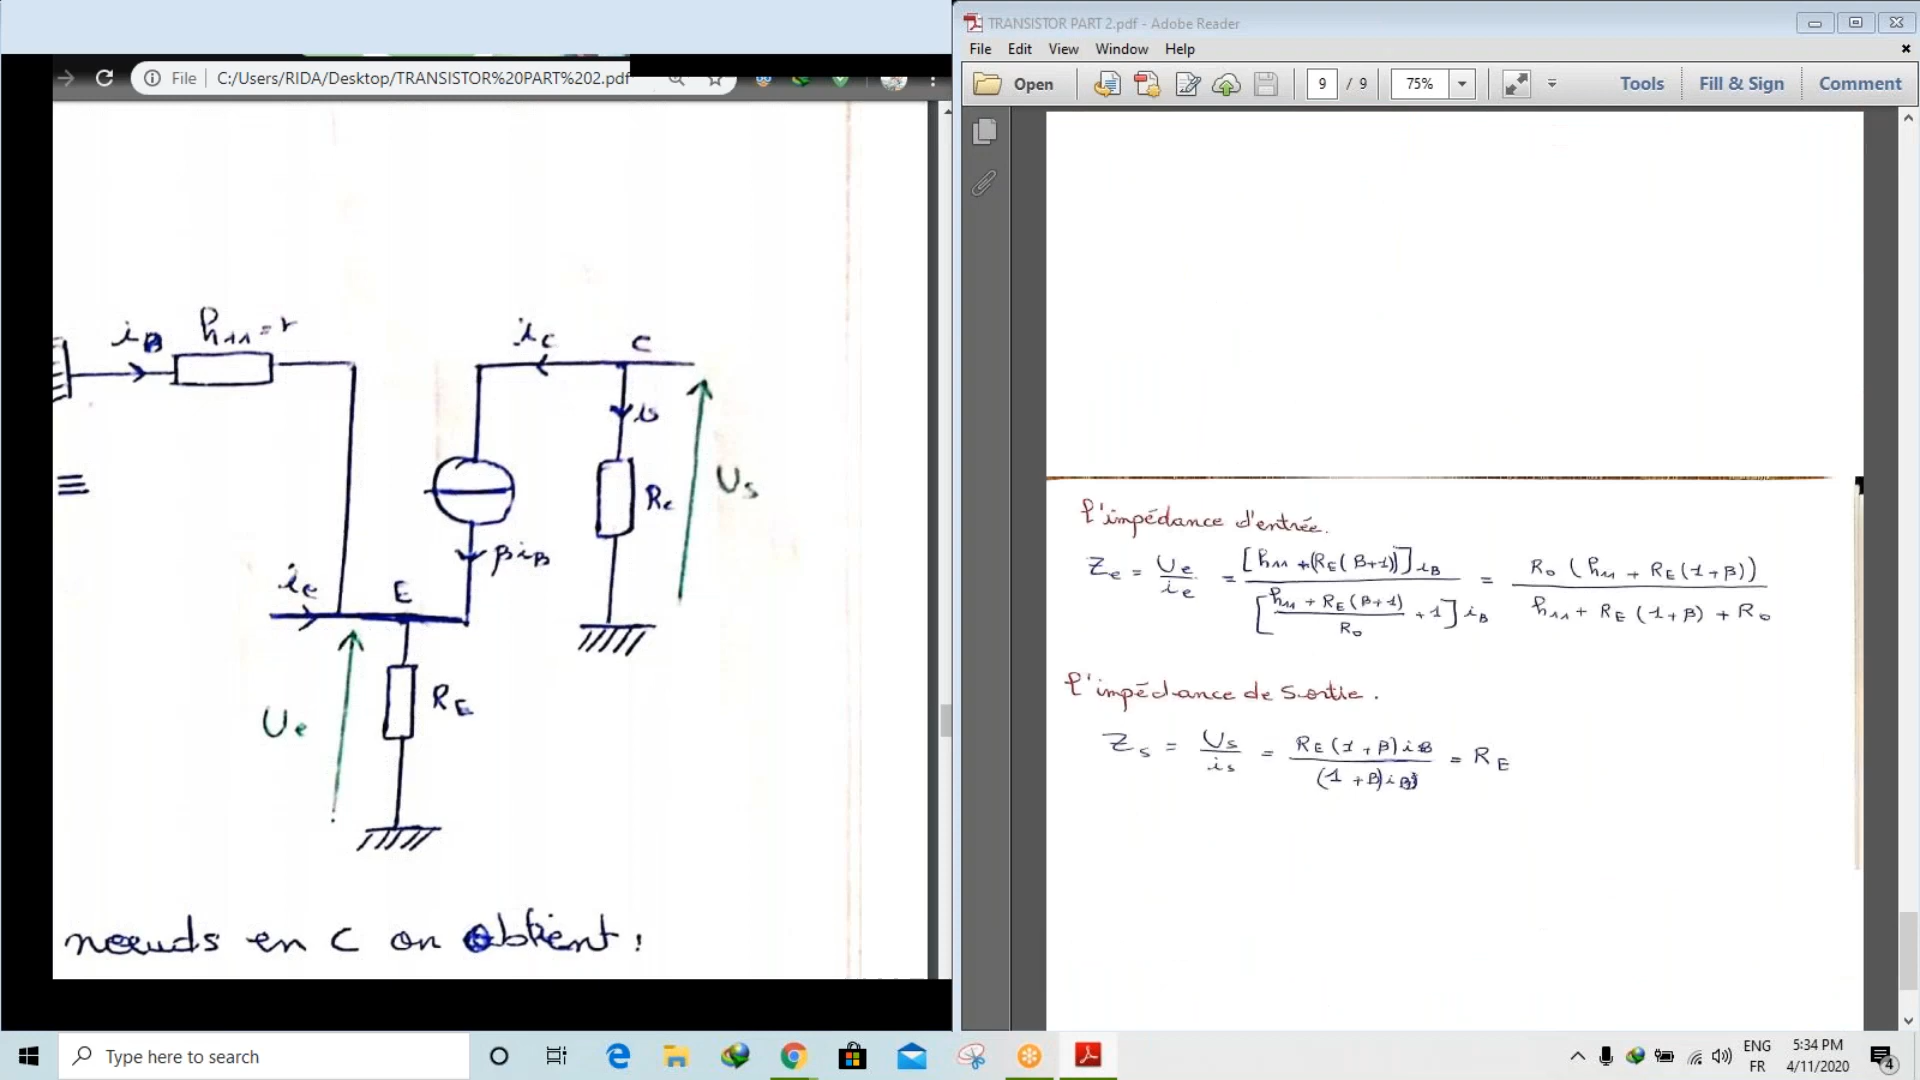 TRANSISTOR PART 2.pdf - Adobe Reader
File Edit View Window Help
File C:/Users/RIDA/Desktop/TRANSISTOR%20PART%202.pdf
Open 9 / 9 75% Tools Fill & Sign Comment
iB h11=r
iC C
is
Rc Us
βiB
ie E
RE
Ue
≡
nœuds en C on obtient :
l'impédance d'entrée.
Ze = Ue/ie = [h11 + (RE(β+1)]iB / [(h11 + RE(β+1))/R0 + 1]iB = R0 (h11 + RE(1+β)) / h11 + RE (1+β) + R0
l'impédance de sortie.
Zs = Us/is = RE(1+β)iB / (1+β)iB = RE
Type here to search
ENG
FR
5:34 PM
4/11/2020
4